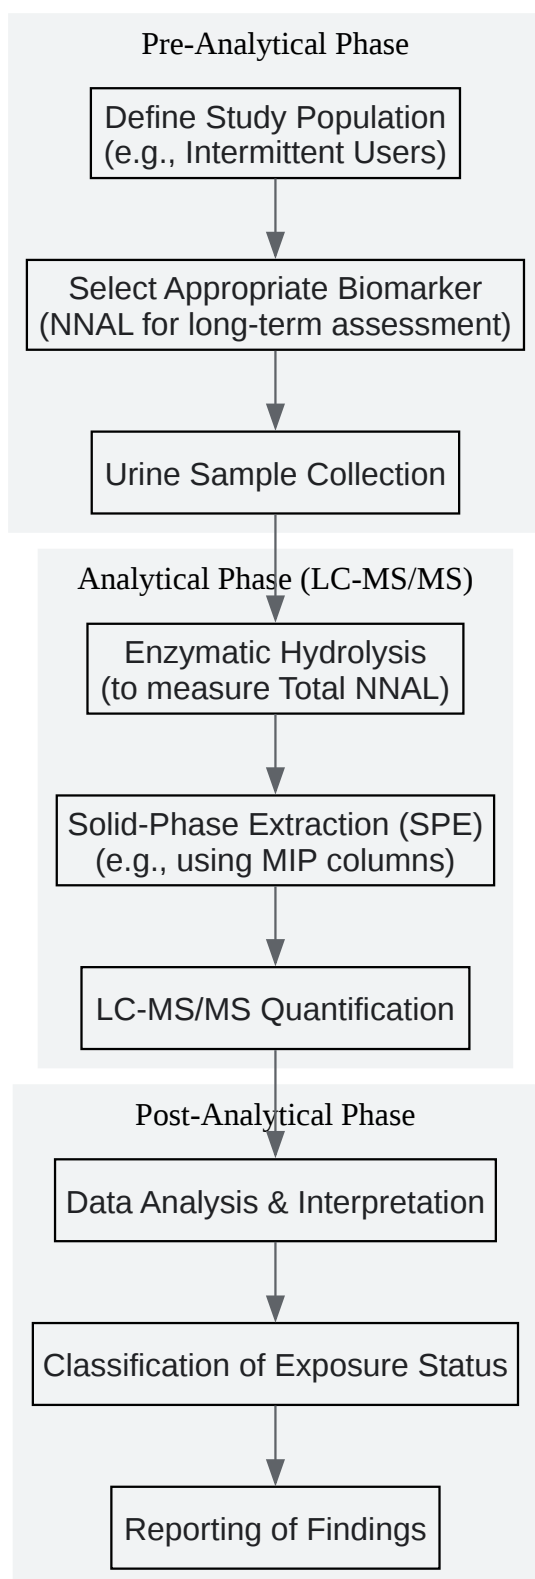 Pre-Analytical Phase
Define Study Population
(e.g., Intermittent Users)
Select Appropriate Biomarker
(NNAL for long-term assessment)
Urine Sample Collection
Analytical Phase (LC-MS/MS)
Enzymatic Hydrolysis
(to measure Total NNAL)
Solid-Phase Extraction (SPE)
(e.g., using MIP columns)
LC-MS/MS Quantification
Post-Analytical Phase
Data Analysis & Interpretation
Classification of Exposure Status
Reporting of Findings